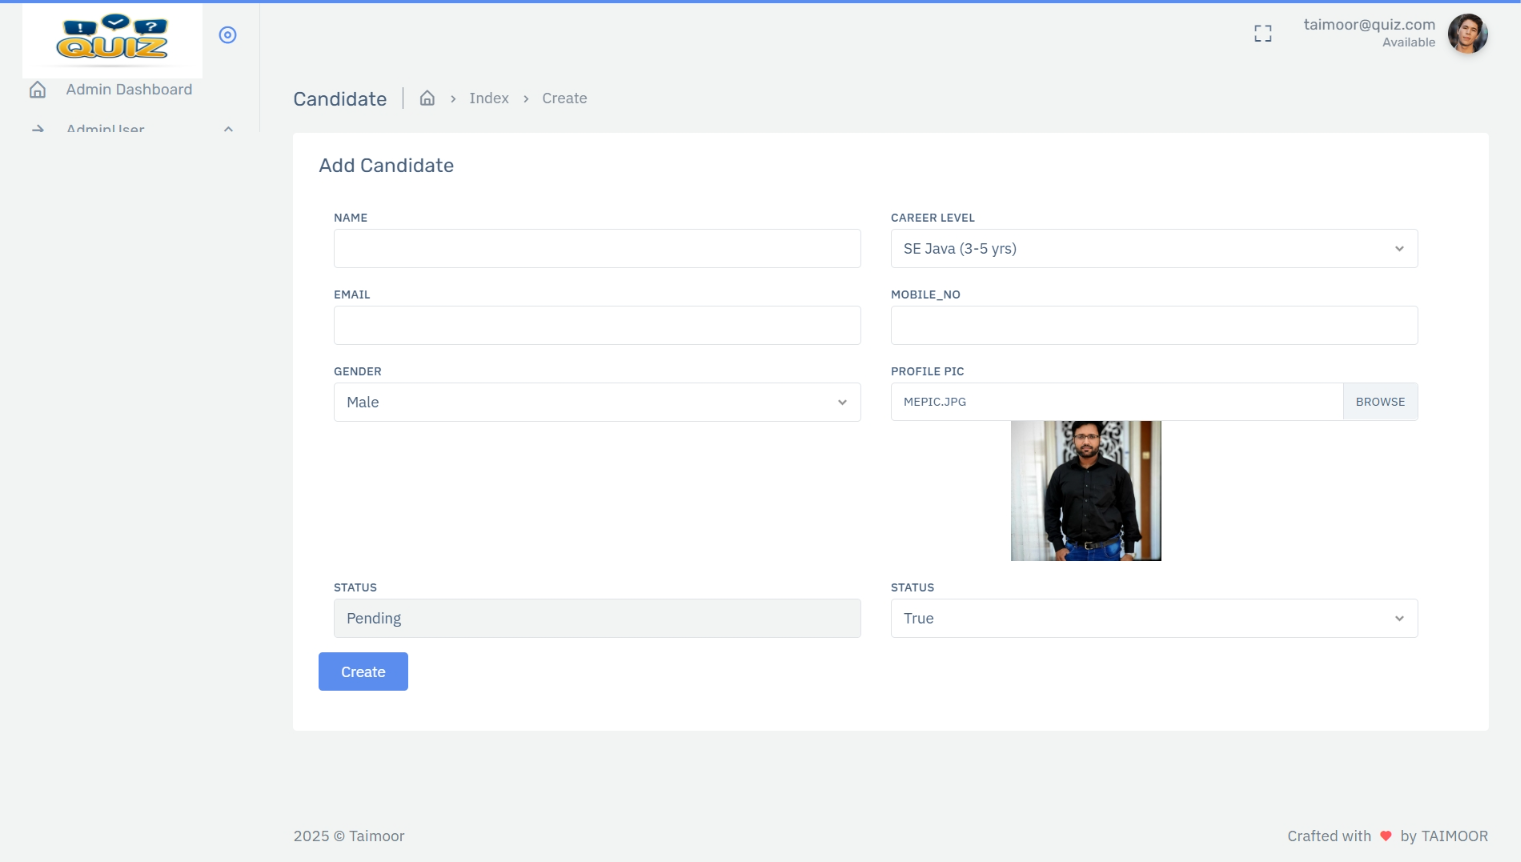 ! ?
QUIZ
taimoor@quiz.com
Available
Admin Dashboard
AdminUser
Candidate
Index
Create
Add Candidate
NAME
CAREER LEVEL
SE Java (3-5 yrs)
EMAIL
MOBILE_NO
GENDER
Male
PROFILE PIC
MEPIC.JPG
BROWSE
STATUS
Pending
STATUS
True
Create
2025 © Taimoor
Crafted with ♥ by TAIMOOR